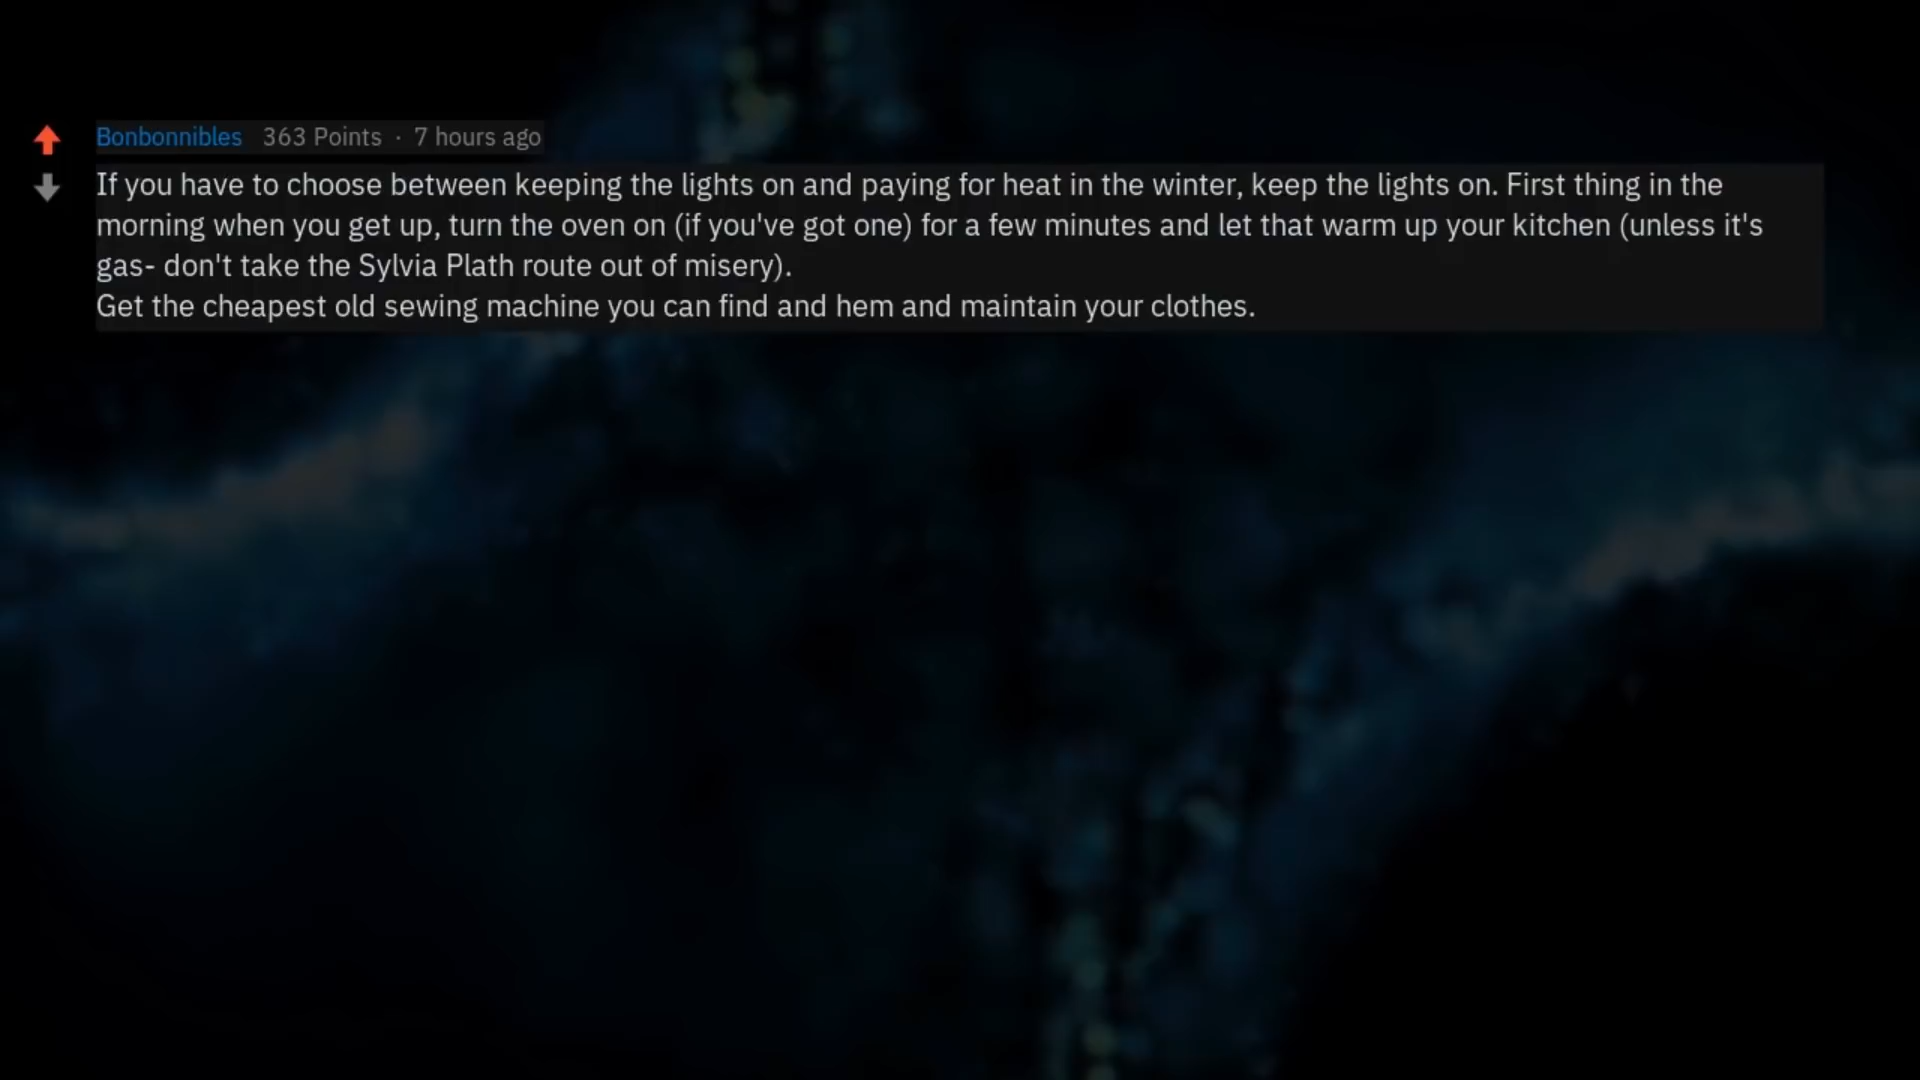 Bonbonnibles 363 Points · 7 hours ago
If you have to choose between keeping the lights on and paying for heat in the winter, keep the lights on. First thing in the
morning when you get up, turn the oven on (if you've got one) for a few minutes and let that warm up your kitchen (unless it's
gas- don't take the Sylvia Plath route out of misery).
Get the cheapest old sewing machine you can find and hem and maintain your clothes.